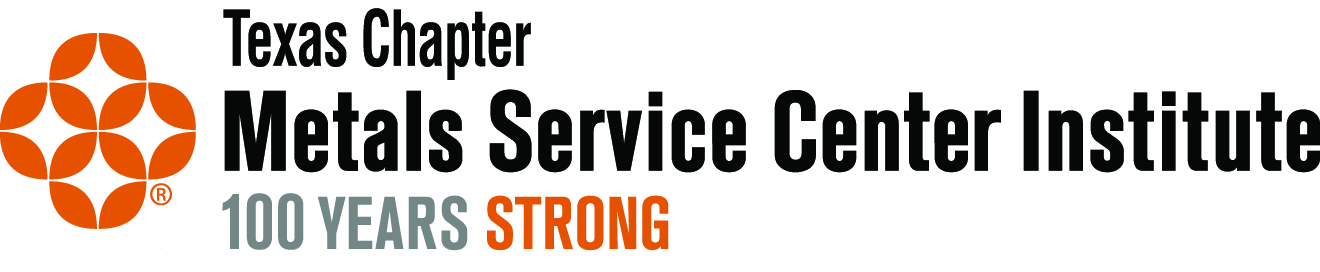 Texas Chapter
Metals Service Center Institute
100 YEARS STRONG
®